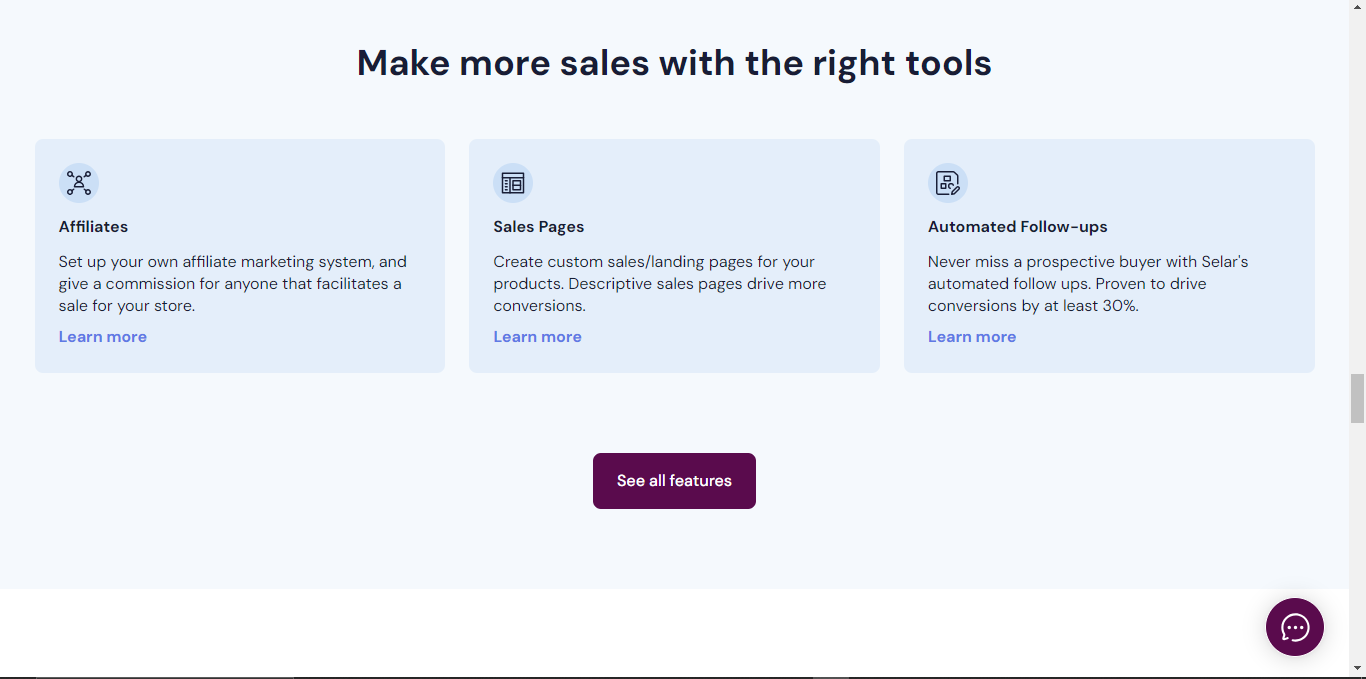 Make more sales with the right tools
Affiliates
Set up your own affiliate marketing system, and
give a commission for anyone that facilitates a
sale for your store.
Learn more
Sales Pages
Create custom sales/landing pages for your
products. Descriptive sales pages drive more
conversions.
Learn more
Automated Follow-ups
Never miss a prospective buyer with Selar's
automated follow ups. Proven to drive
conversions by at least 30%.
Learn more
See all features